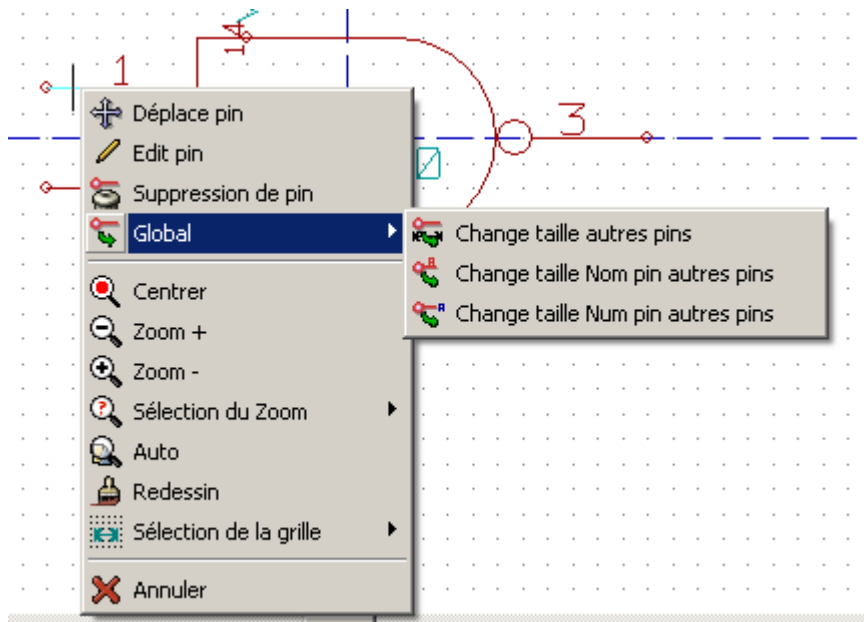 14
1
3
0
Déplace pin
Edit pin
Suppression de pin
Global
Change taille autres pins
Change taille Nom pin autres pins
Change taille Num pin autres pins
Centrer
Zoom +
Zoom -
Sélection du Zoom
Auto
Redessin
Sélection de la grille
Annuler